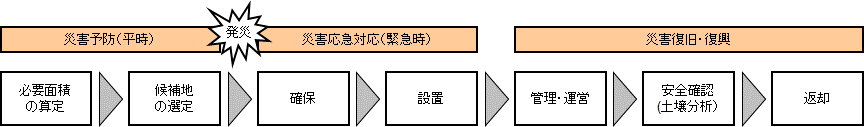 災害予防(平時)
発災
災害応急対応(緊急時)
災害復旧・復興
必要面積
の算定
候補地
の選定
確保
設置
管理・運営
安全確認
(土壌分析)
返却